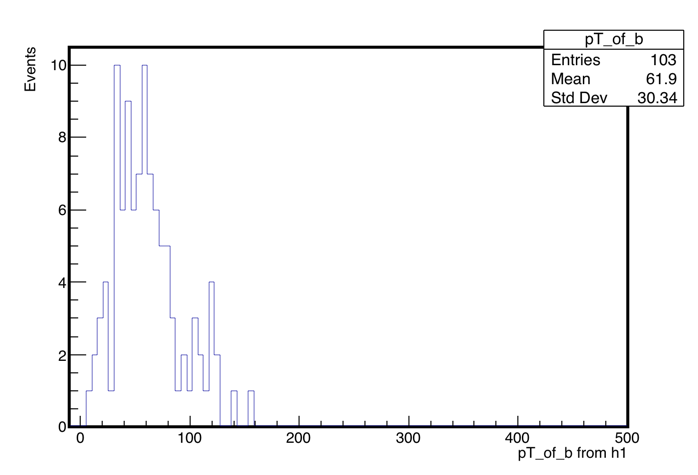 pT_of_b
Entries 103
Mean 61.9
Std Dev 30.34
Events
10
8
6
4
2
0
0 100 200 300 400 500
pT_of_b from h1